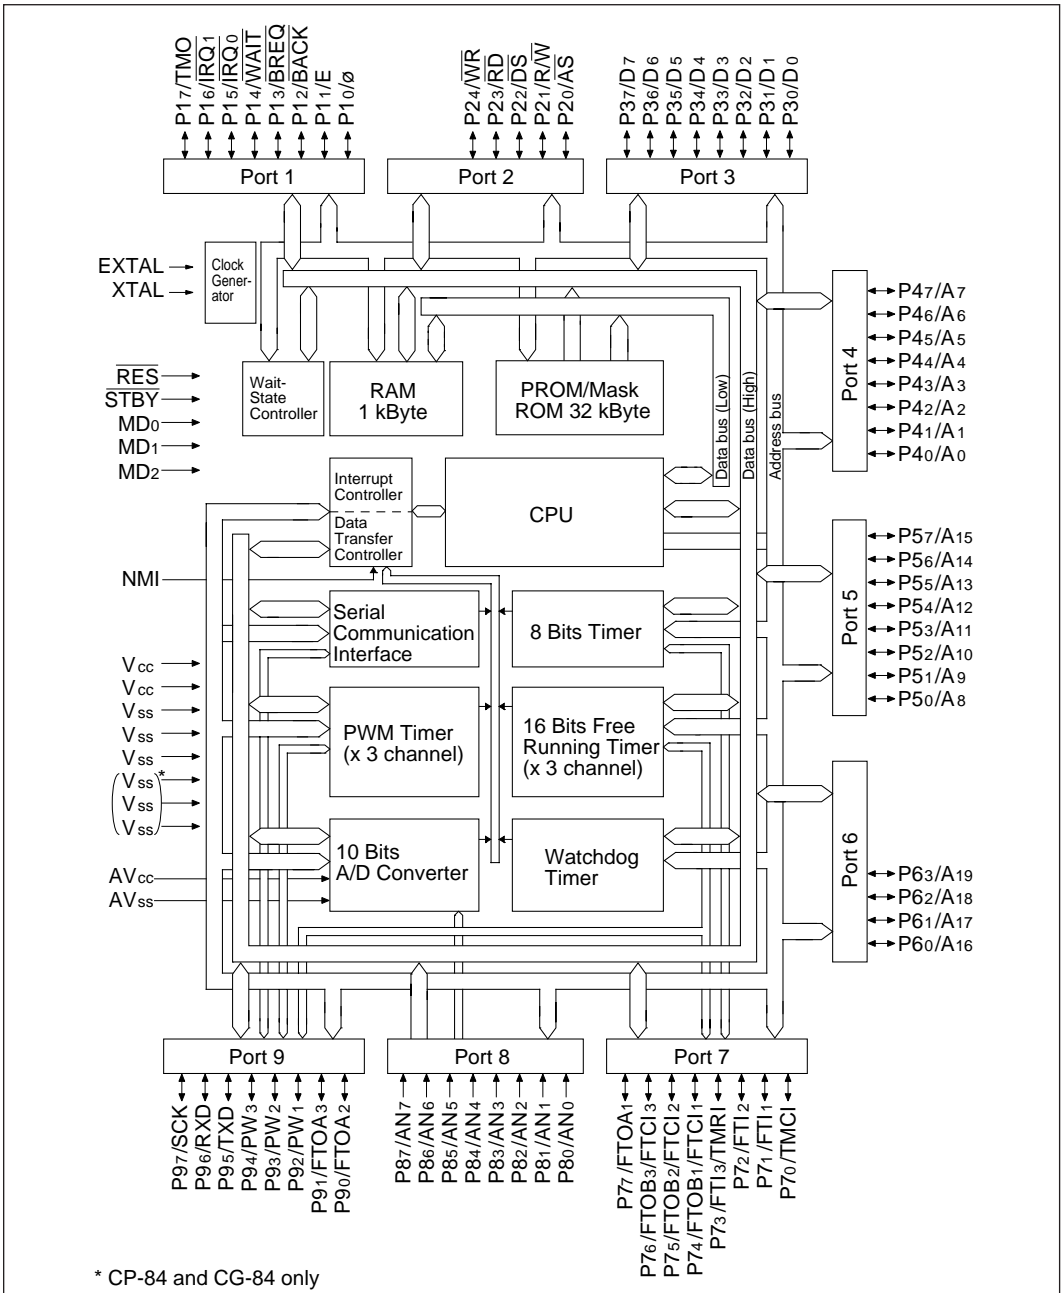 P17/TMO
P16/IRQ1
P15/IRQ0
P14/WAIT
P13/BREQ
P12/BACK
P11/E
P10/ø
P24/WR
P23/RD
P22/DS
P21/R/W
P20/AS
P37/D7
P36/D6
P35/D5
P34/D4
P33/D3
P32/D2
P31/D1
P30/D0
Port 1
Port 2
Port 3
EXTAL
XTAL
Clock
Gener-
ator
RES
STBY
MD0
MD1
MD2
Wait-
State
Controller
RAM
1 kByte
PROM/Mask
ROM 32 kByte
Data bus (Low)
Data bus (High)
Address bus
Port 4
P47/A7
P46/A6
P45/A5
P44/A4
P43/A3
P42/A2
P41/A1
P40/A0
Interrupt
Controller
Data
Transfer
Controller
CPU
NMI
Port 5
P57/A15
P56/A14
P55/A13
P54/A12
P53/A11
P52/A10
P51/A9
P50/A8
Serial
Communication
Interface
8 Bits Timer
Vcc
Vcc
Vss
Vss
Vss
Vss*
Vss
Vss
PWM Timer
(x 3 channel)
16 Bits Free
Running Timer
(x 3 channel)
AVcc
AVss
10 Bits
A/D Converter
Watchdog
Timer
Port 6
P63/A19
P62/A18
P61/A17
P60/A16
Port 9
Port 8
Port 7
P97/SCK
P96/RXD
P95/TXD
P94/PW3
P93/PW2
P92/PW1
P91/FTOA3
P90/FTOA2
P87/AN7
P86/AN6
P85/AN5
P84/AN4
P83/AN3
P82/AN2
P81/AN1
P80/AN0
P77/FTOA1
P76/FTOB3/FTCI3
P75/FTOB2/FTCI2
P74/FTOB1/FTCI1
P73/FTI3/TMRI
P72/FTI2
P71/FTI1
P70/TMCI
* CP-84 and CG-84 only